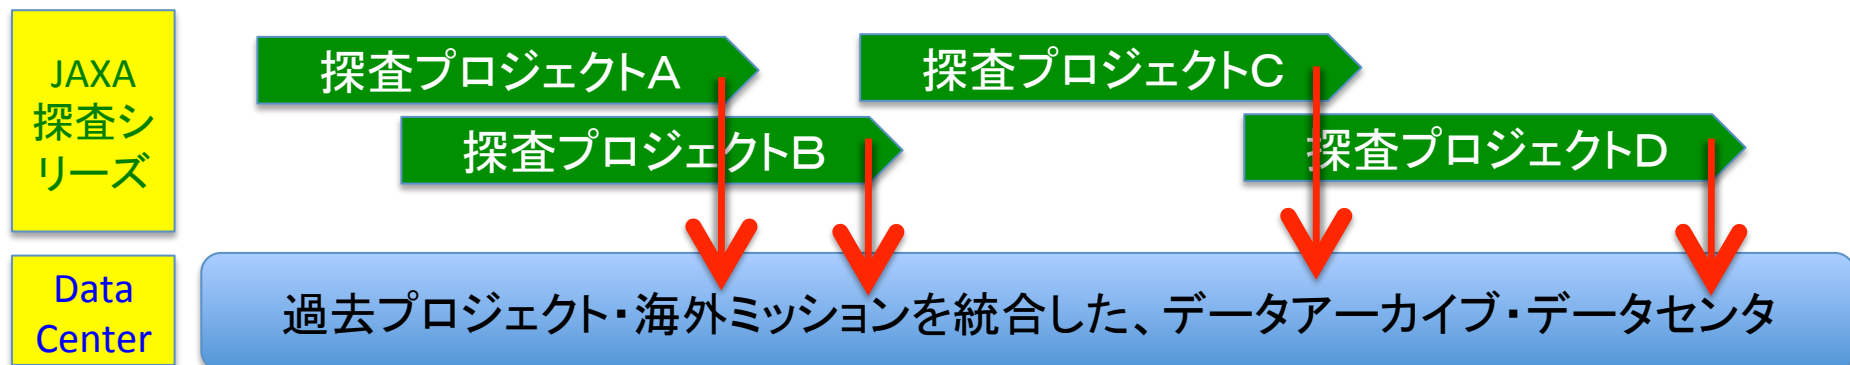 JAXA
探査シ
リーズ
探査プロジェクトA
探査プロジェクトC
探査プロジェクトB
探査プロジェクトD
Data
Center
過去プロジェクト・海外ミッションを統合した、データアーカイブ・データセンタ